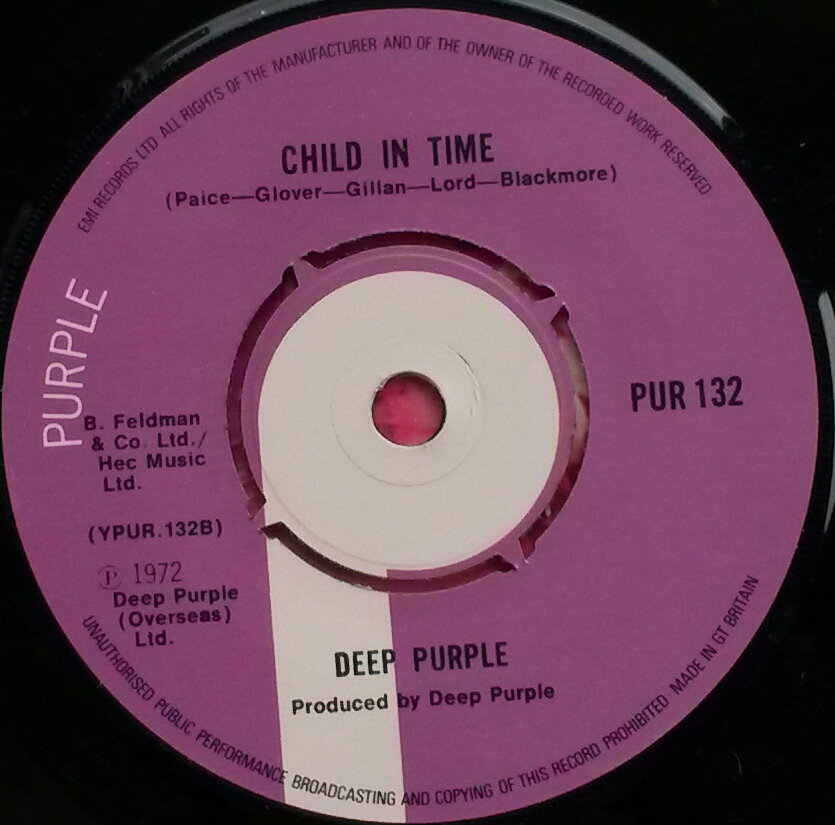 EMI RECORDS LTD ALL RIGHTS OF THE MANUFACTURER AND OF THE OWNER OF THE RECORDED WORK RESERVED
CHILD IN TIME
(Paice—Glover—Gillan—Lord—Blackmore)
PURPLE
PUR 132
B. Feldman
& Co. Ltd./
Hec Music
Ltd.
(YPUR.132B)
Ⓟ 1972
Deep Purple
(Overseas)
Ltd.
DEEP PURPLE
Produced by Deep Purple
UNAUTHORISED PUBLIC PERFORMANCE BROADCASTING AND COPYING OF THIS RECORD PROHIBITED MADE IN GT BRITAIN